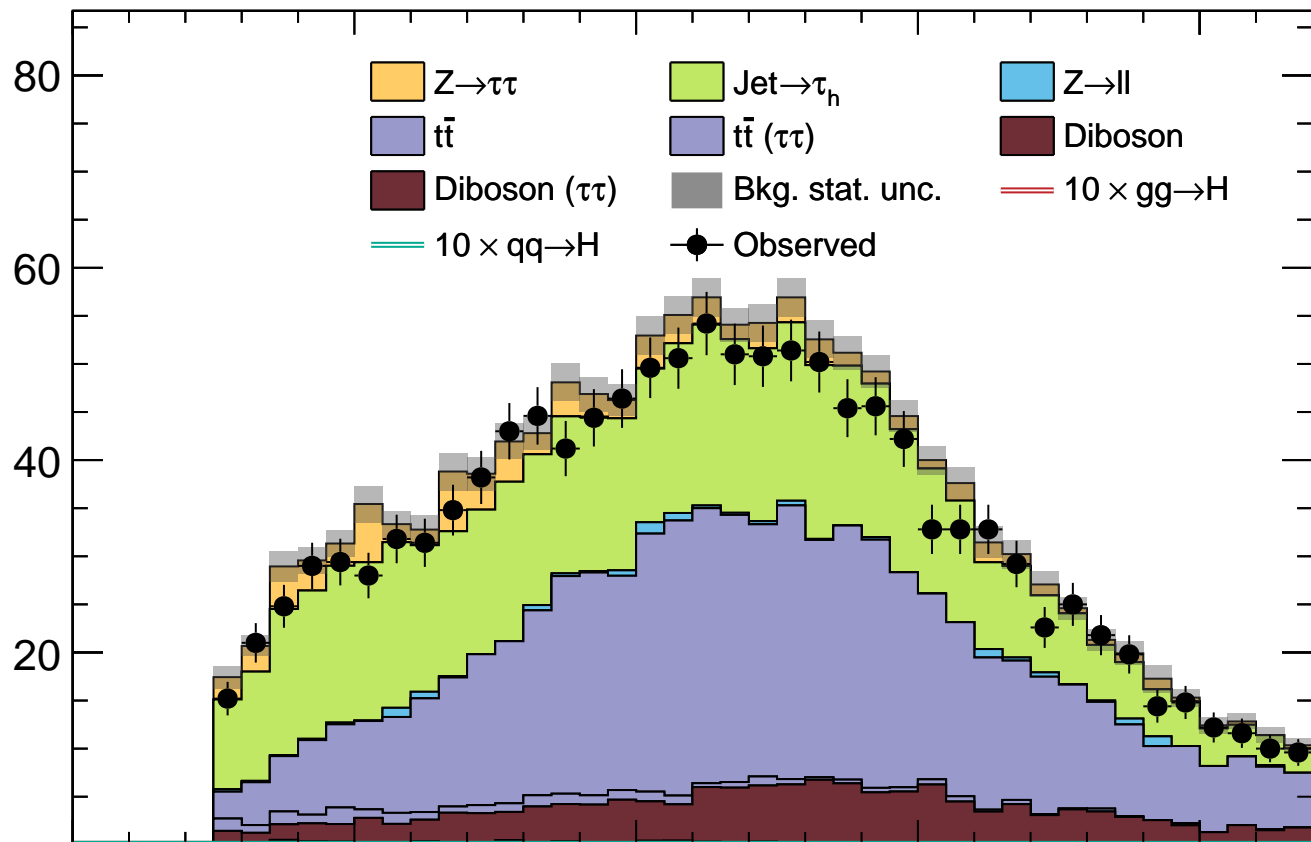 80
Z→ττ Jet→τₕ Z→ll
tt̄ tt̄ (ττ) Diboson
Diboson (ττ) Bkg. stat. unc. 10 × gg→H
10 × qq→H Observed
60
40
20